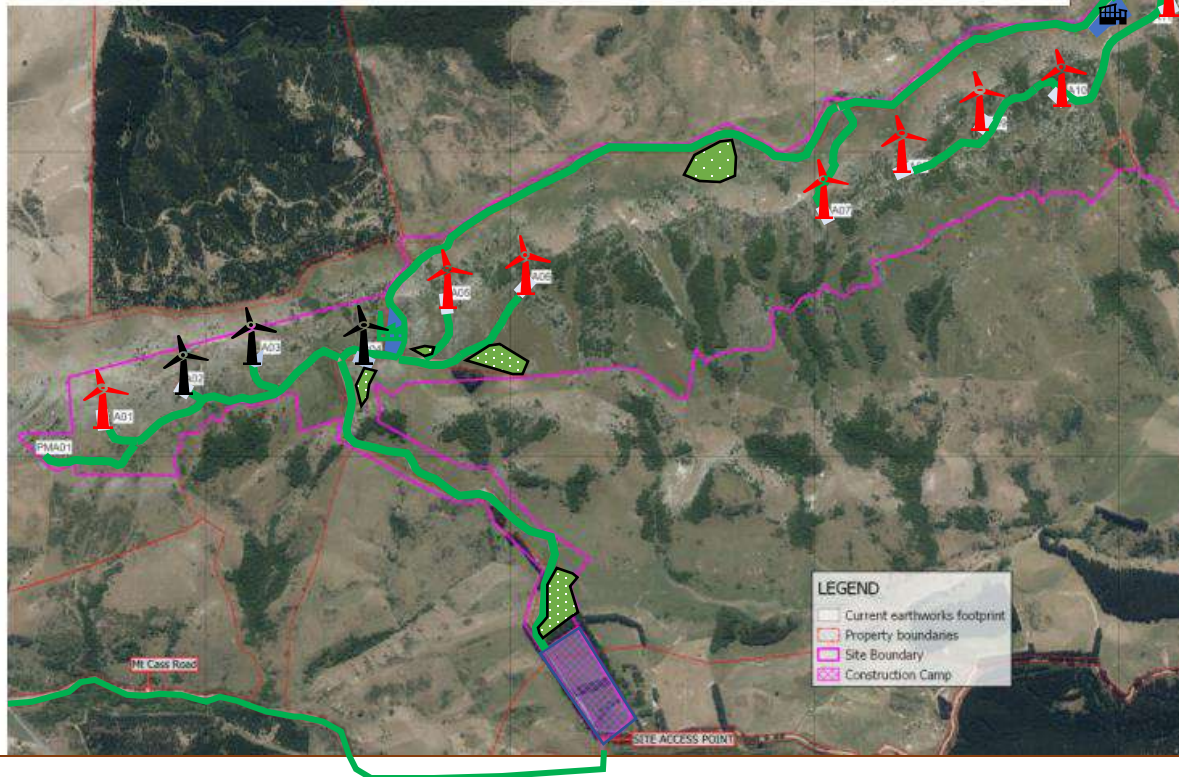 A10
A07
A06
A05
A03
A01
PMA01
LEGEND
Current earthworks footprint
Property boundaries
Site Boundary
Construction Camp
Mt Cass Road
SITE ACCESS POINT